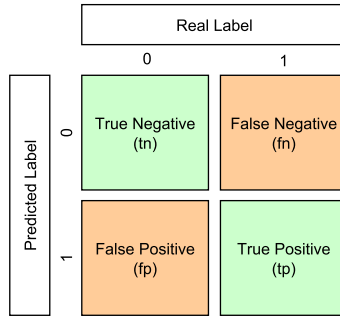 Real Label
0 1
Predicted Label
0
True Negative
(tn)
False Negative
(fn)
1
False Positive
(fp)
True Positive
(tp)